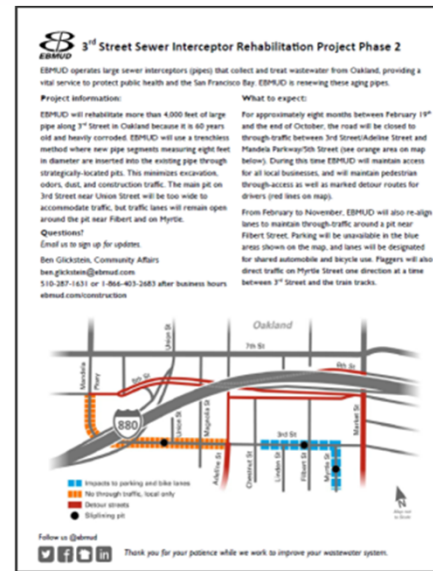 EBMUD
3rd Street Sewer Interceptor Rehabilitation Project Phase 2
EBMUD operates large sewer interceptors (pipes) that collect and treat wastewater from Oakland, providing a
vital service to protect public health and the San Francisco Bay. EBMUD is renewing these aging pipes.
Project information:
EBMUD will rehabilitate more than 4,000 feet of large
pipe along 3rd Street in Oakland because it is 60 years
old and heavily corroded. EBMUD will use a trenchless
method where new pipe segments measuring eight feet
in diameter are inserted into the existing pipe through
strategically-located pits. This minimizes excavation,
odors, dust, and construction traffic. The main pit on
3rd Street near Union Street will be too wide to
accommodate traffic, but traffic lanes will remain open
around the pit near Filbert and on Myrtle.
Questions?
Email us to sign up for updates.
Ben Glickstein, Community Affairs
ben.glickstein@ebmud.com
510-287-1631 or 1-866-403-2683 after business hours
ebmud.com/construction
What to expect:
For approximately eight months between February 19th
and the end of October, the road will be closed to
through-traffic between 3rd Street/Adeline Street and
Mandela Parkway/5th Street (see orange area on map
below). During this time EBMUD will maintain access
for all local businesses, and will maintain pedestrian
through-access as well as marked detour routes for
drivers (red lines on map).
From February to November, EBMUD will also re-align
lanes to maintain through-traffic around a pit near
Filbert Street. Parking will be unavailable in the blue
areas shown on the map, and lanes will be designated
for shared automobile and bicycle use. Flaggers will also
direct traffic on Myrtle Street one direction at a time
between 3rd Street and the train tracks.
Oakland
7th St
Union St
Mandela Pkwy
5th St
6th St
880
Union St
Magnolia St
3rd St
Market St
Adeline St
Chestnut St
Linden St
Filbert St
Myrtle St
Impacts to parking and bike lanes
No through traffic, local only
Detour streets
Sliplining pit
N
Follow us @ebmud
Thank you for your patience while we work to improve your wastewater system.